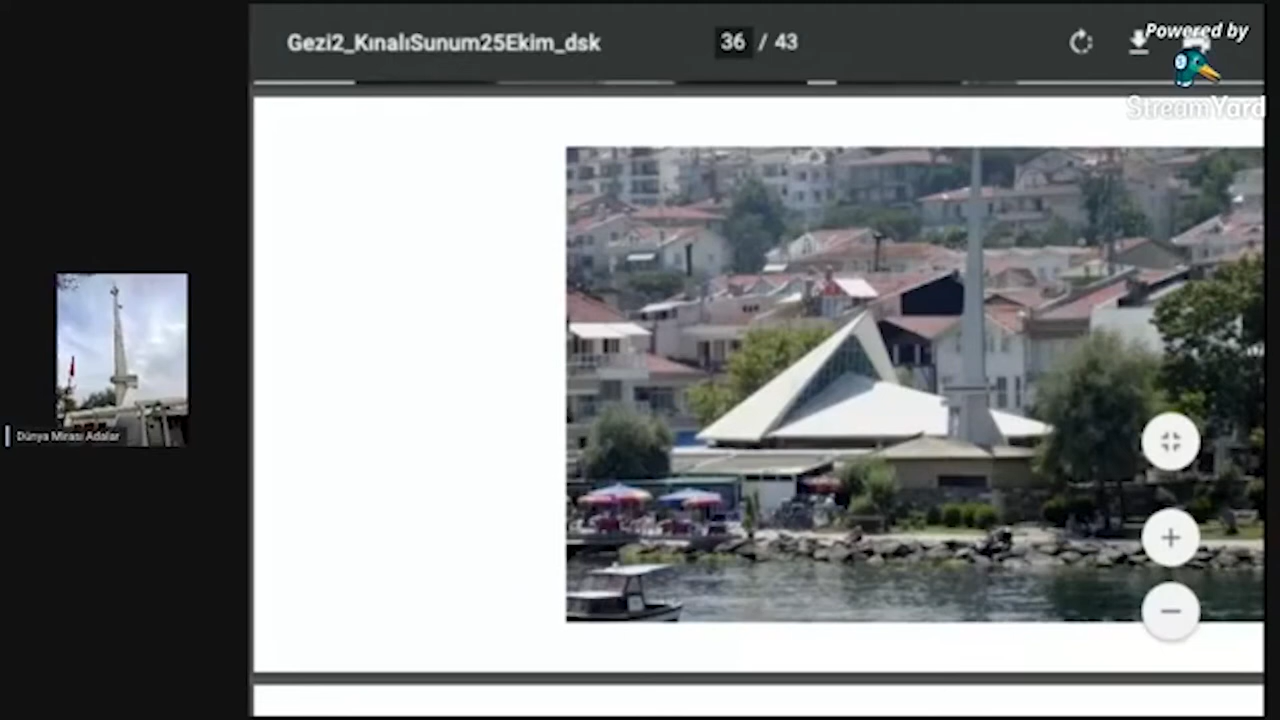 Gezi2_KınalıSunum25Ekim_dsk
36 / 43
Powered by
StreamYard
Dünya Mirası Adalar